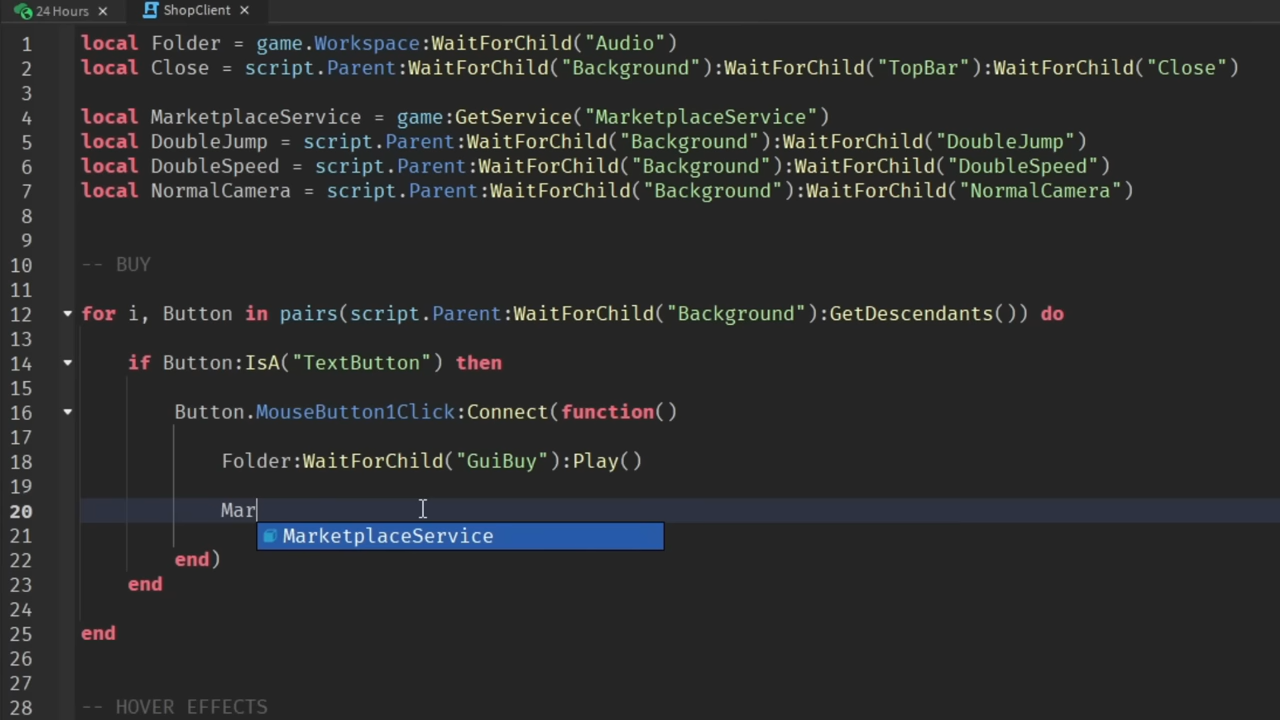 24 Hours ShopClient
1 local Folder = game.Workspace:WaitForChild("Audio")
2 local Close = script.Parent:WaitForChild("Background"):WaitForChild("TopBar"):WaitForChild("Close")
3
4 local MarketplaceService = game:GetService("MarketplaceService")
5 local DoubleJump = script.Parent:WaitForChild("Background"):WaitForChild("DoubleJump")
6 local DoubleSpeed = script.Parent:WaitForChild("Background"):WaitForChild("DoubleSpeed")
7 local NormalCamera = script.Parent:WaitForChild("Background"):WaitForChild("NormalCamera")
8
9
10 -- BUY
11
12 for i, Button in pairs(script.Parent:WaitForChild("Background"):GetDescendants()) do
13
14 if Button:IsA("TextButton") then
15
16 Button.MouseButton1Click:Connect(function()
17
18 Folder:WaitForChild("GuiBuy"):Play()
19
20 Mar
21 MarketplaceService
22 end)
23 end
24
25 end
26
27
28 -- HOVER EFFECTS